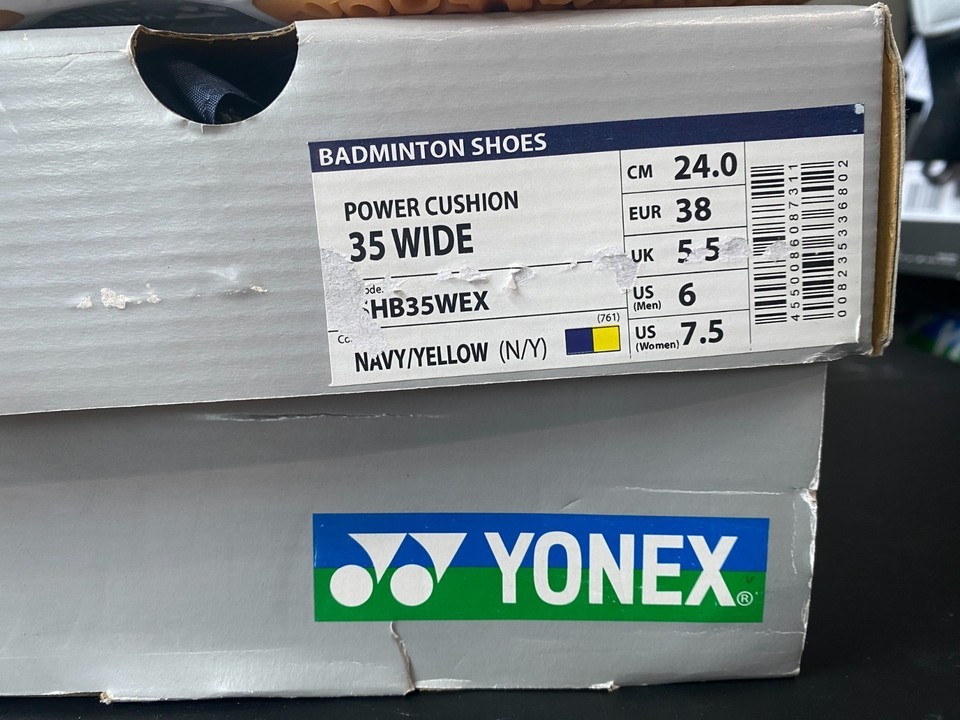 BADMINTON SHOES
POWER CUSHION
35 WIDE
HB35WEX
NAVY/YELLOW (N/Y)
(761)
CM 24.0
EUR 38
UK 5 5
US (Men) 6
US (Women) 7.5
4550086087311
0082353336802
YONEX®